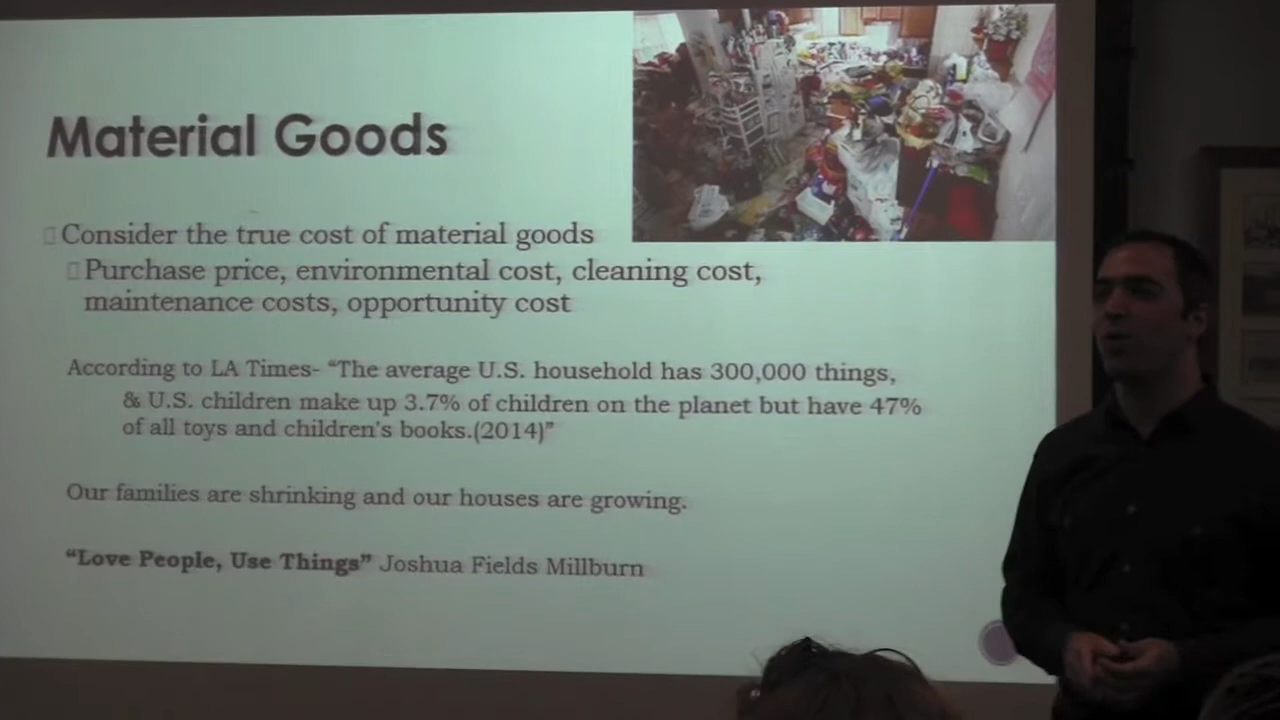 Material Goods
Consider the true cost of material goods
Purchase price, environmental cost, cleaning cost,
maintenance costs, opportunity cost
According to LA Times- “The average U.S. household has 300,000 things,
& U.S. children make up 3.7% of children on the planet but have 47%
of all toys and children's books.(2014)”
Our families are shrinking and our houses are growing.
“Love People, Use Things” Joshua Fields Millburn